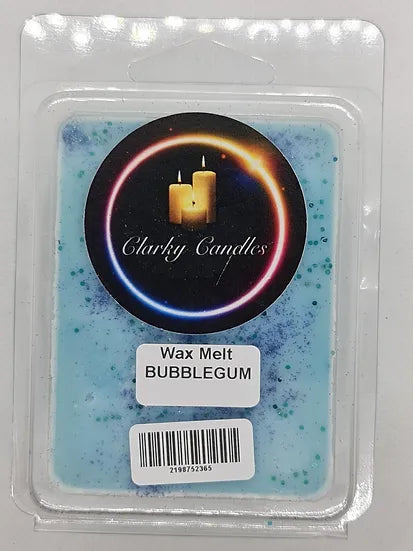 Clarky Candles
Wax Melt
BUBBLEGUM
2198752365